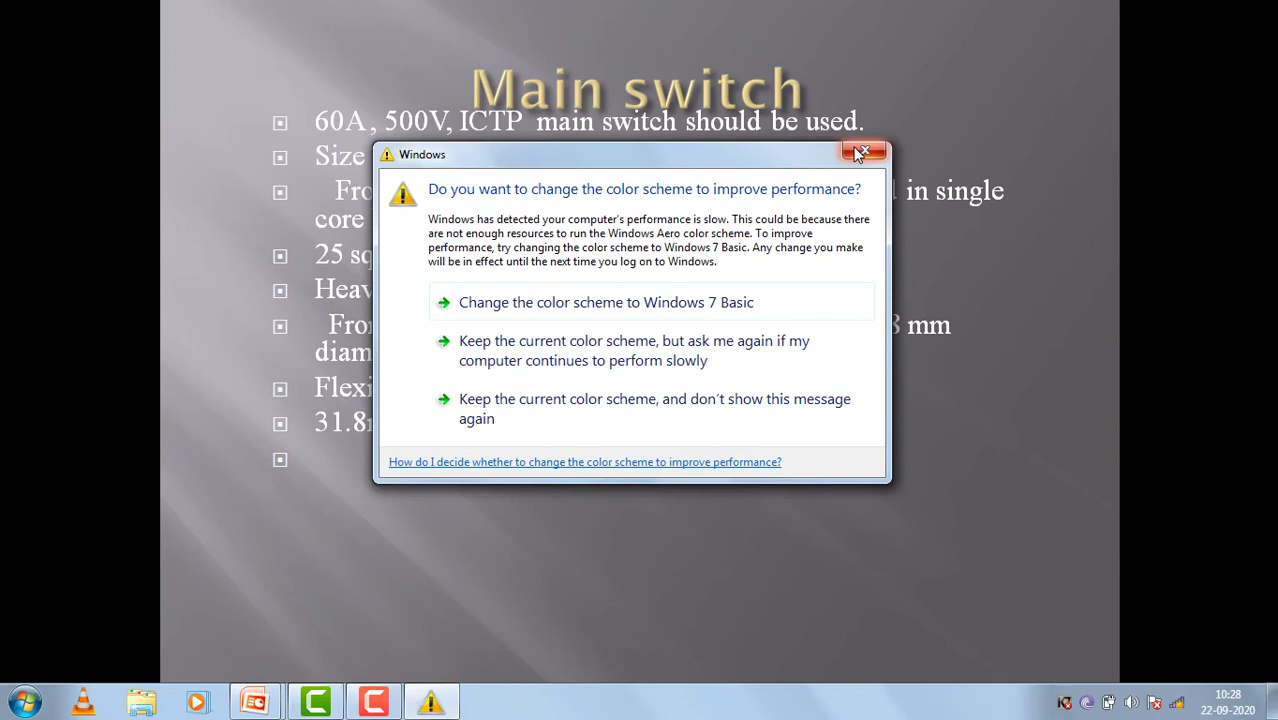 Main switch
60A , 500V, ICTP main switch should be used.
Size
in single
core
25 sq
Heav
mm
diam
Flexi
31.8
Windows
Do you want to change the color scheme to improve performance?
Windows has detected your computer's performance is slow. This could be because there
are not enough resources to run the Windows Aero color scheme. To improve
performance, try changing the color scheme to Windows 7 Basic. Any change you make
will be in effect until the next time you log on to Windows.
Change the color scheme to Windows 7 Basic
Keep the current color scheme, but ask me again if my
computer continues to perform slowly
Keep the current color scheme, and don't show this message
again
How do I decide whether to change the color scheme to improve performance?
10:28
22-09-2020